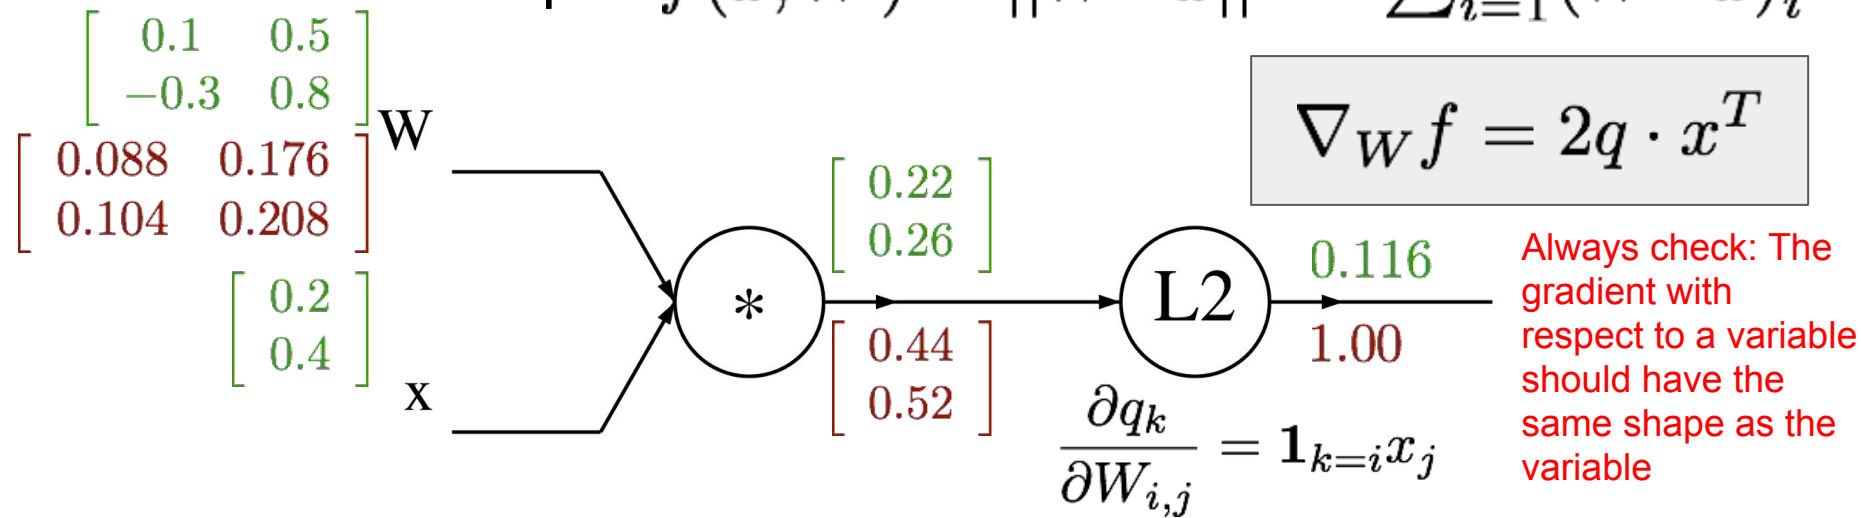 [ 0.1 0.5
-0.3 0.8 ]
W
[ 0.088 0.176
0.104 0.208 ]
[ 0.2
0.4 ]
x
*
[ 0.22
0.26 ]
[ 0.44
0.52 ]
L2
0.116
1.00
∇_W f = 2q · x^T
∂q_k / ∂W_{i,j} = 1_{k=i} x_j
Always check: The
gradient with
respect to a variable
should have the
same shape as the
variable